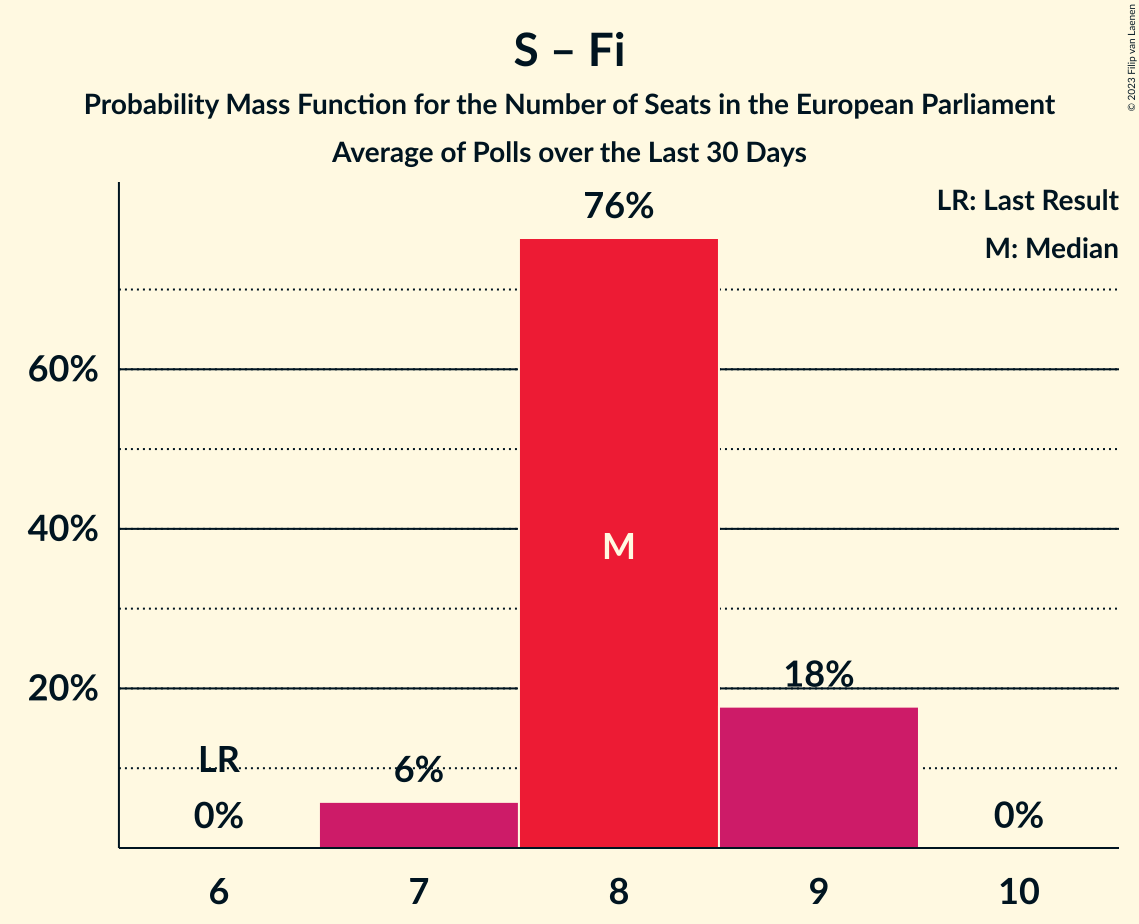 S – Fi
Probability Mass Function for the Number of Seats in the European Parliament
Average of Polls over the Last 30 Days
© 2023 Filip van Laenen
LR: Last Result
M: Median
76%
60%
40%
20%
M
18%
LR
6%
0%
0%
6
7
8
9
10